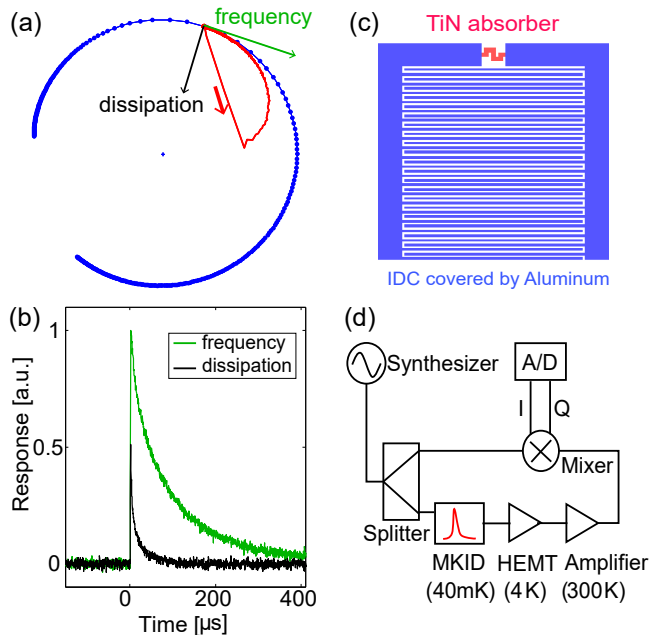 (a)
frequency
dissipation
(c)
TiN absorber
IDC covered by Aluminum
(b)
Response [a.u.]
1
0.5
0
frequency
dissipation
0
200
400
Time [µs]
(d)
Synthesizer
A/D
I Q
Mixer
Splitter
MKID HEMT Amplifier
(40mK) (4 K) (300K)